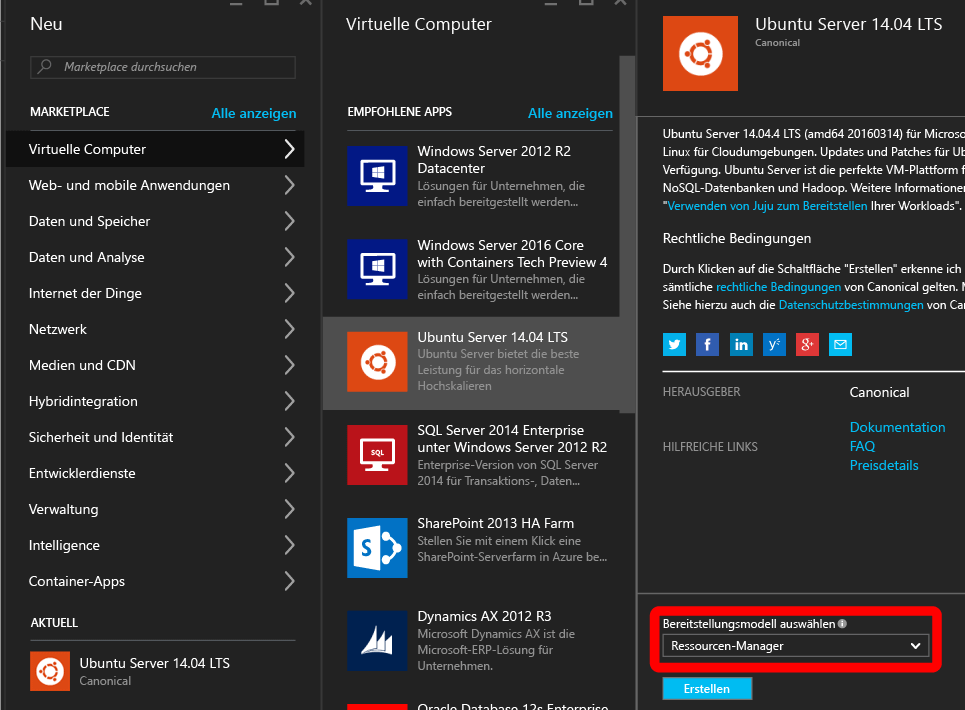 Neu
Marketplace durchsuchen
MARKETPLACE
Alle anzeigen
Virtuelle Computer
Web- und mobile Anwendungen
Daten und Speicher
Daten und Analyse
Internet der Dinge
Netzwerk
Medien und CDN
Hybridintegration
Sicherheit und Identität
Entwicklerdienste
Verwaltung
Intelligence
Container-Apps
AKTUELL
Ubuntu Server 14.04 LTS
Canonical
Virtuelle Computer
EMPFOHLENE APPS
Alle anzeigen
Windows Server 2012 R2
Datacenter
Lösungen für Unternehmen, die
einfach bereitgestellt werden...
Windows Server 2016 Core
with Containers Tech Preview 4
Lösungen für Unternehmen, die
einfach bereitgestellt werden...
Ubuntu Server 14.04 LTS
Ubuntu Server bietet die beste
Leistung für das horizontale
Hochskalieren
SQL
SQL Server 2014 Enterprise
unter Windows Server 2012 R2
Enterprise-Version von SQL Server
2014 für Transaktions-, Daten...
S
SharePoint 2013 HA Farm
Stellen Sie mit einem Klick eine
SharePoint-Serverfarm in Azure be...
Dynamics AX 2012 R3
Microsoft Dynamics AX ist die
Microsoft-ERP-Lösung für
Unternehmen.
Oracle Database 12s Enterprise
Ubuntu Server 14.04 LTS
Canonical
Ubuntu Server 14.04.4 LTS (amd64 20160314) für Microso
Linux für Cloudumgebungen. Updates und Patches für Ub
Verfügung. Ubuntu Server ist die perfekte VM-Plattform f
NoSQL-Datenbanken und Hadoop. Weitere Informationen
"Verwenden von Juju zum Bereitstellen Ihrer Workloads".
Rechtliche Bedingungen
Durch Klicken auf die Schaltfläche "Erstellen" erkenne ich
sämtliche rechtliche Bedingungen von Canonical gelten. M
Siehe hierzu auch die Datenschutzbestimmungen von Can
HERAUSGEBER
Canonical
HILFREICHE LINKS
Dokumentation
FAQ
Preisdetails
Bereitstellungsmodell auswählen
Ressourcen-Manager
Erstellen